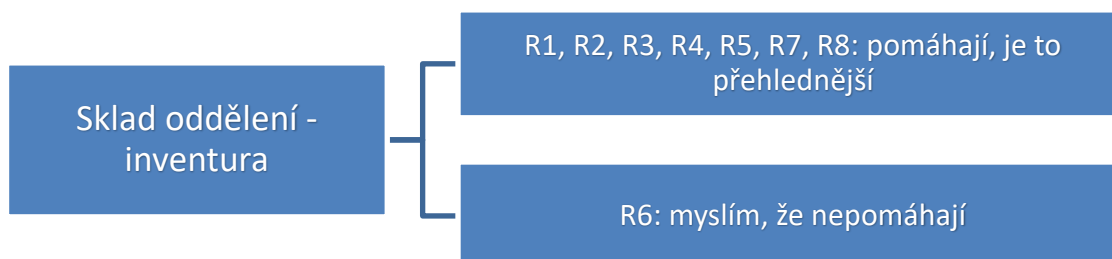 Sklad oddělení -
inventura
R1, R2, R3, R4, R5, R7, R8: pomáhají, je to
přehlednější
R6: myslím, že nepomáhají